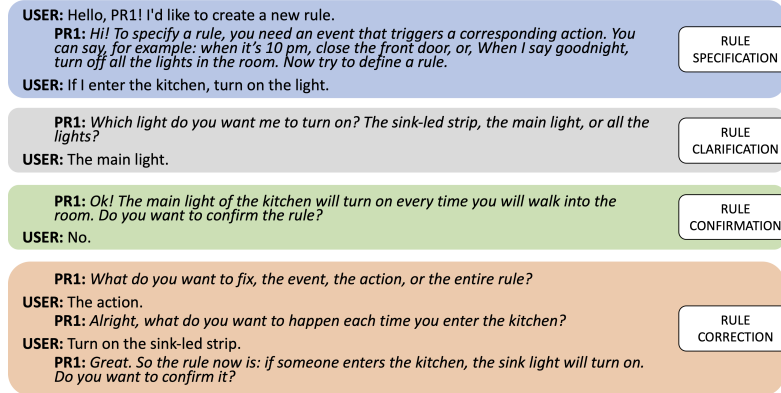 USER: Hello, PR1! I'd like to create a new rule.
PR1: Hi! To specify a rule, you need an event that triggers a corresponding action. You
can say, for example: when it's 10 pm, close the front door, or, When I say goodnight,
turn off all the lights in the room. Now try to define a rule.
USER: If I enter the kitchen, turn on the light.
RULE
SPECIFICATION
PR1: Which light do you want me to turn on? The sink-led strip, the main light, or all the
lights?
USER: The main light.
RULE
CLARIFICATION
PR1: Ok! The main light of the kitchen will turn on every time you will walk into the
room. Do you want to confirm the rule?
USER: No.
RULE
CONFIRMATION
PR1: What do you want to fix, the event, the action, or the entire rule?
USER: The action.
PR1: Alright, what do you want to happen each time you enter the kitchen?
USER: Turn on the sink-led strip.
PR1: Great. So the rule now is: if someone enters the kitchen, the sink light will turn on.
Do you want to confirm it?
RULE
CORRECTION